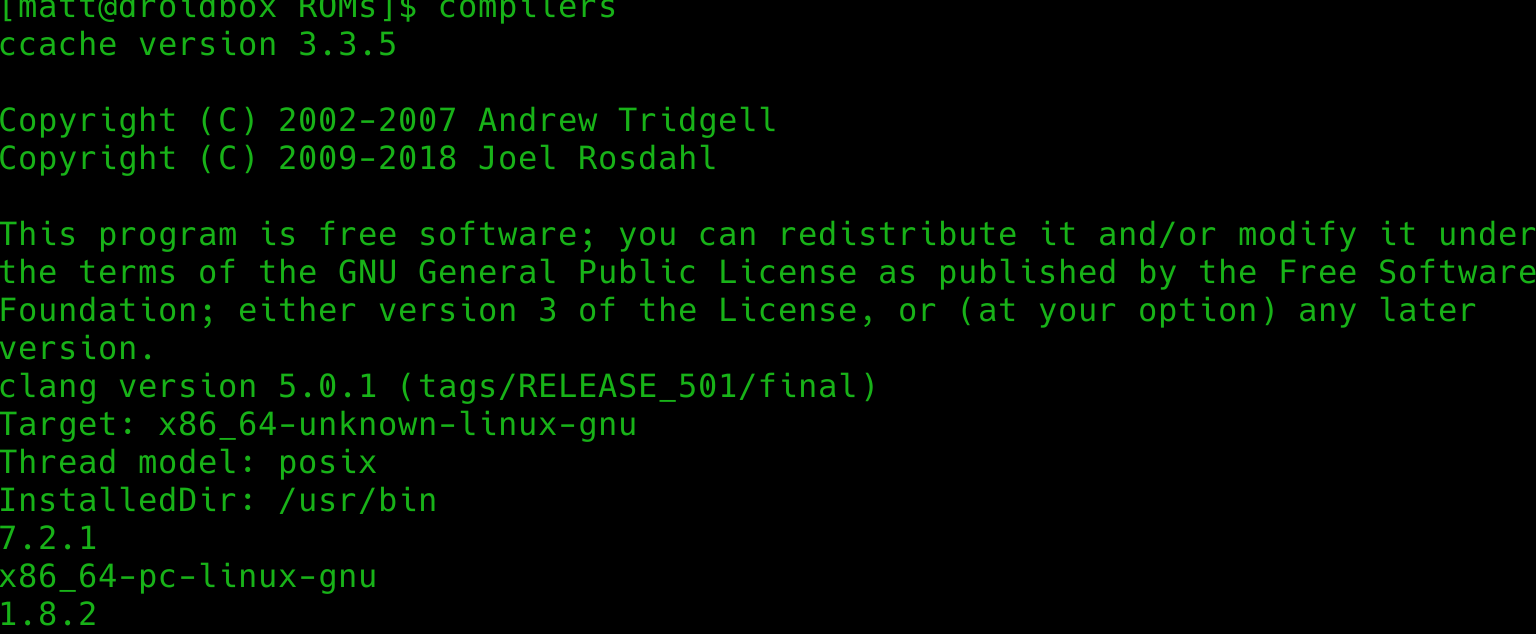 [matt@droidbox ROMs]$ compilers
ccache version 3.3.5
Copyright (C) 2002-2007 Andrew Tridgell
Copyright (C) 2009-2018 Joel Rosdahl
This program is free software; you can redistribute it and/or modify it under
the terms of the GNU General Public License as published by the Free Software
Foundation; either version 3 of the License, or (at your option) any later
version.
clang version 5.0.1 (tags/RELEASE_501/final)
Target: x86_64-unknown-linux-gnu
Thread model: posix
InstalledDir: /usr/bin
7.2.1
x86_64-pc-linux-gnu
1.8.2